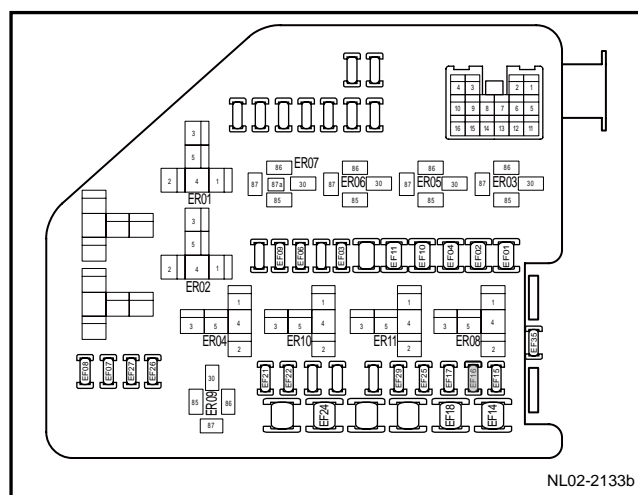 4 3 2 1
10 9 8 7 6 5
16 15 14 13 12 11
3
5
2 4 1
ER01
86
ER07
87 87a 30
85
86
87 ER06 30
85
86
87 ER05 30
85
86
87 ER03 30
85
3
5
2 4 1
ER02
EF09 EF06 EF03 EF11 EF10 EF04 EF02 EF01
1
3 5 4
ER04 2
1
3 5 4
ER10 2
1
3 5 4
ER11 2
1
3 5 4
ER08 2
EF35
EF08 EF07 EF27 EF26
EF21 EF22 EF29 EF25 EF17 EF16 EF15
30
85 ER09 86
87
EF24 EF18 EF14
NL02-2133b